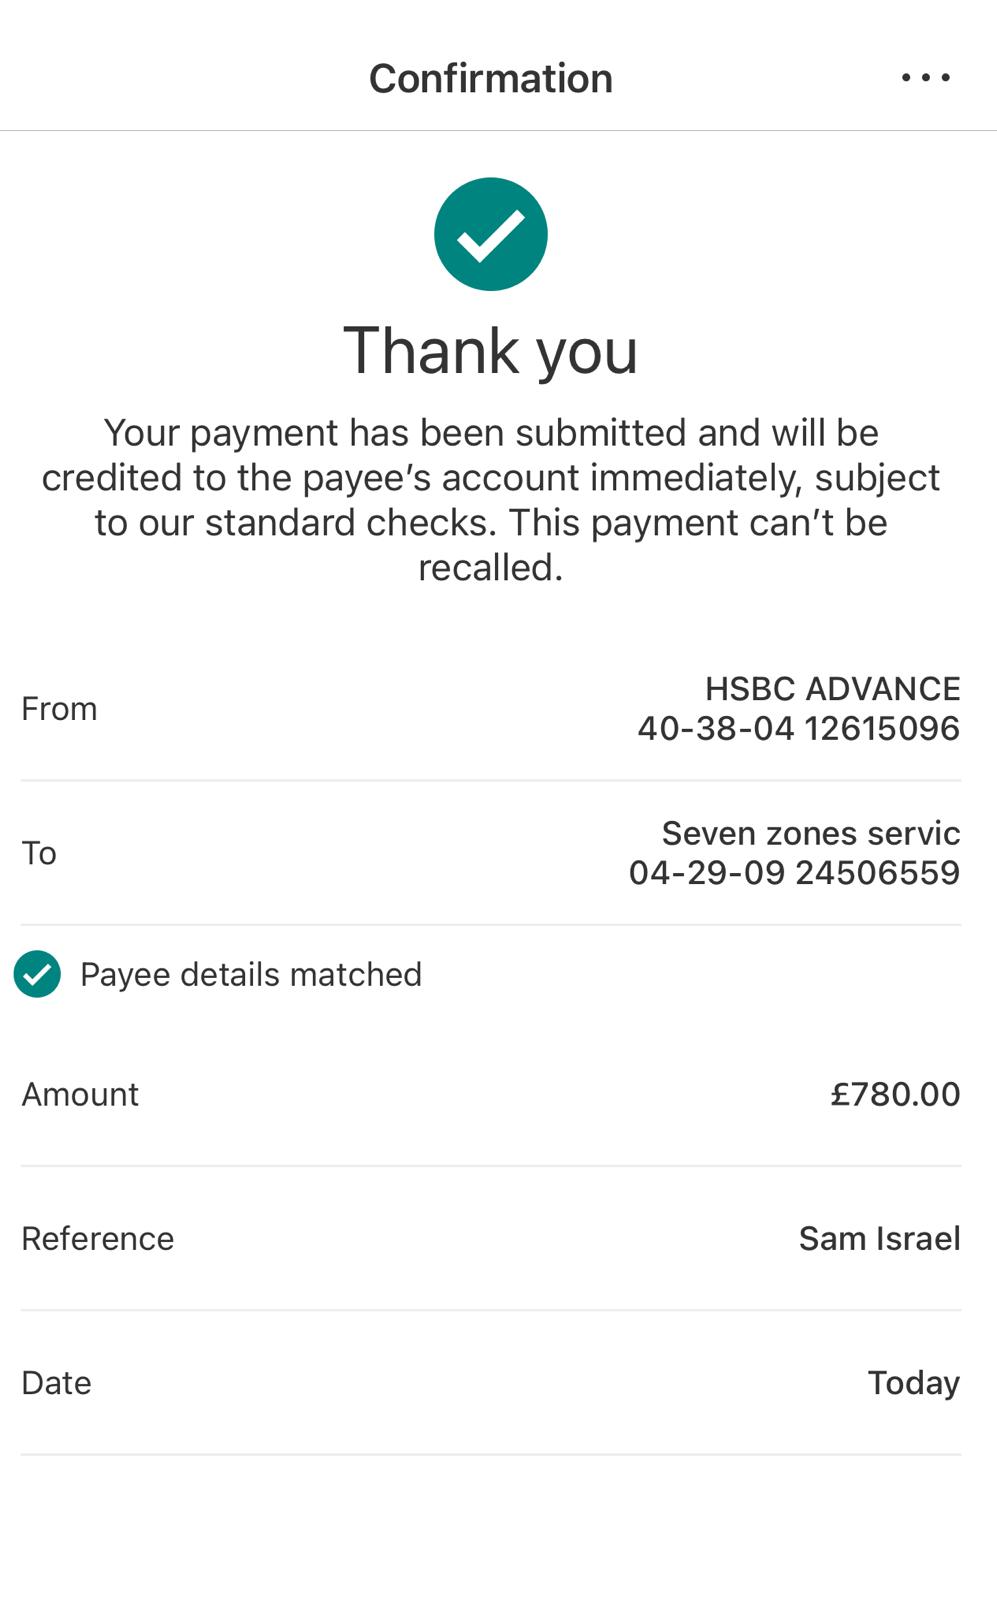 Confirmation
Thank you
Your payment has been submitted and will be
credited to the payee’s account immediately, subject
to our standard checks. This payment can’t be
recalled.
From
HSBC ADVANCE
40-38-04 12615096
To
Seven zones servic
04-29-09 24506559
Payee details matched
Amount
£780.00
Reference
Sam Israel
Date
Today